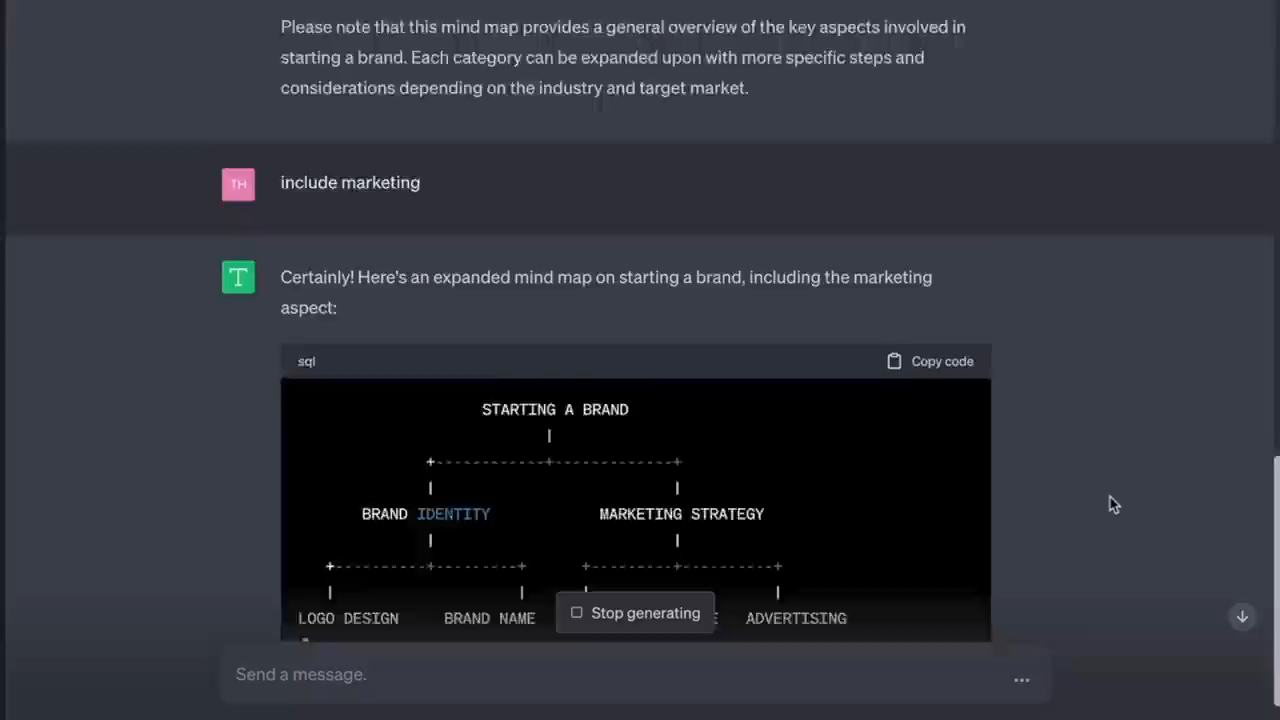 Please note that this mind map provides a general overview of the key aspects involved in
starting a brand. Each category can be expanded upon with more specific steps and
considerations depending on the industry and target market.
TH
include marketing
T
Certainly! Here's an expanded mind map on starting a brand, including the marketing
aspect:
sql
Copy code
STARTING A BRAND
BRAND IDENTITY MARKETING STRATEGY
LOGO DESIGN BRAND NAME ADVERTISING
Stop generating
Send a message.
...